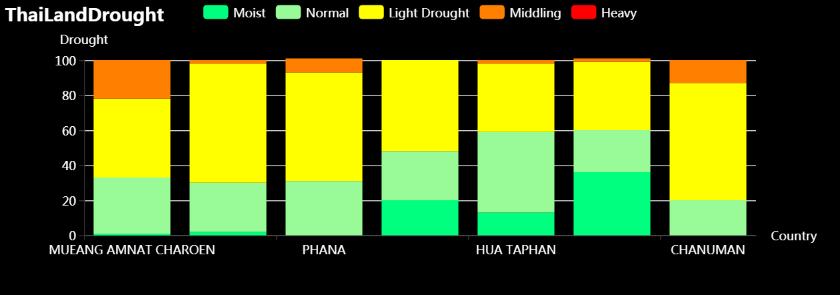 ThaiLandDrought
Moist Normal Light Drought Middling Heavy
Drought
100
80
60
40
20
0
MUEANG AMNAT CHAROEN PHANA HUA TAPHAN CHANUMAN
Country